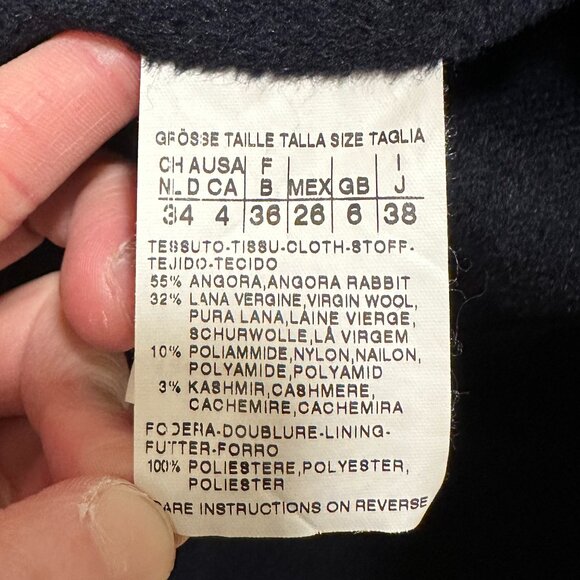 GRÖSSE TAILLE TALLA SIZE TAGLIA
CH A USA F I
NL D CA B MEX GB J
34 4 36 26 6 38
TESSUTO-TISSU-CLOTH-STOFF-
TEJIDO-TECIDO
55% ANGORA,ANGORA RABBIT
32% LANA VERGINE,VIRGIN WOOL,
PURA LANA,LAINE VIERGE,
SCHURWOLLE,LÃ VIRGEM
10% POLIAMMIDE,NYLON,NAILON,
POLYAMIDE,POLYAMID
3% KASHMIR,CASHMERE,
CACHEMIRE,CACHEMIRA
FODERA-DOUBLURE-LINING-
FUTTER-FORRO
100% POLIESTERE,POLYESTER,
POLIESTER
CARE INSTRUCTIONS ON REVERSE